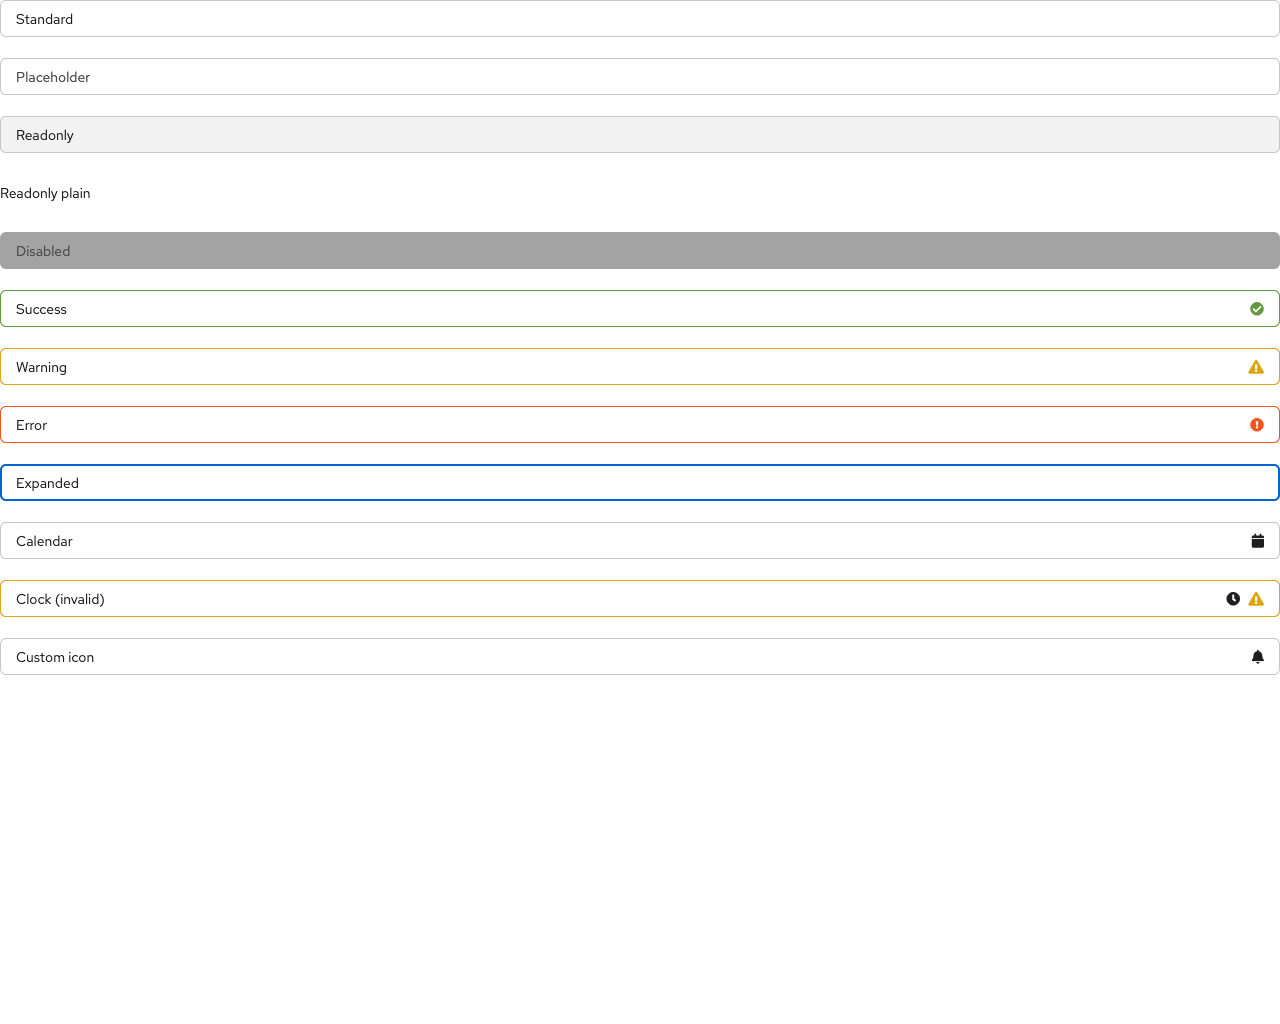 Standard
Placeholder
Readonly
Readonly plain
Disabled
Success
Warning
Error
Expanded
Calendar
Clock (invalid)
Custom icon